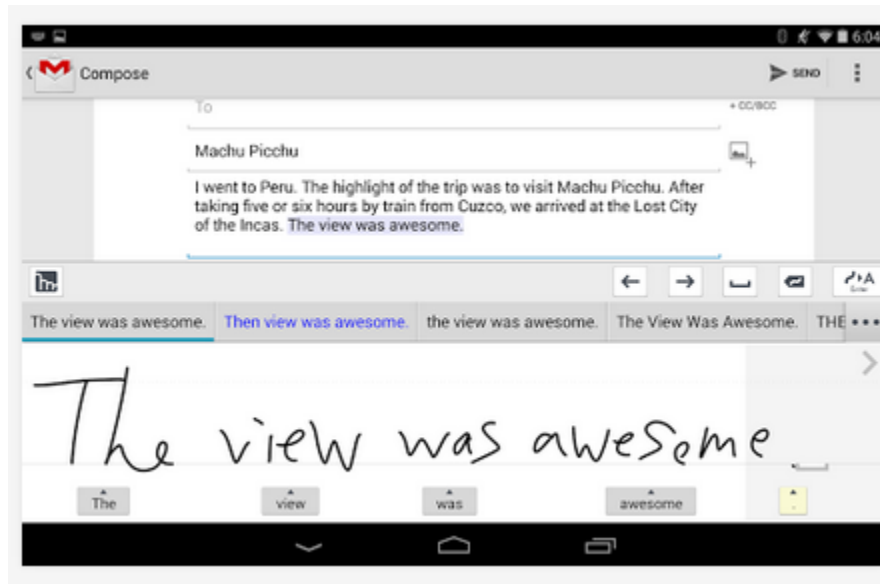 6:04
Compose
SEND
To
+ CC/BCC
Machu Picchu
I went to Peru. The highlight of the trip was to visit Machu Picchu. After
taking five or six hours by train from Cuzco, we arrived at the Lost City
of the Incas. The view was awesome.
The view was awesome. Then view was awesome. the view was awesome. The View Was Awesome. THE •••
The view was awesome
The view was awesome .